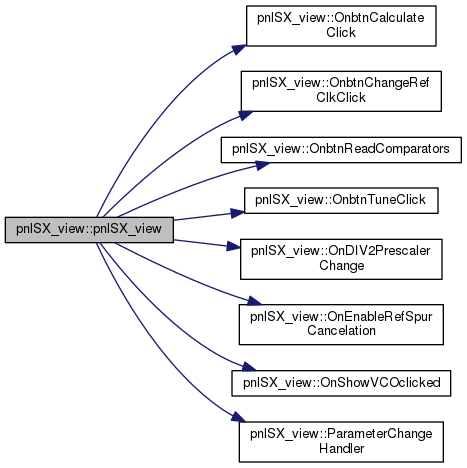 pnlSX_view::OnbtnCalculate
Click
pnlSX_view::OnbtnChangeRef
ClkClick
pnlSX_view::OnbtnReadComparators
pnlSX_view::OnbtnTuneClick
pnlSX_view::pnlSX_view
pnlSX_view::OnDIV2Prescaler
Change
pnlSX_view::OnEnableRefSpur
Cancelation
pnlSX_view::OnShowVCOclicked
pnlSX_view::ParameterChange
Handler